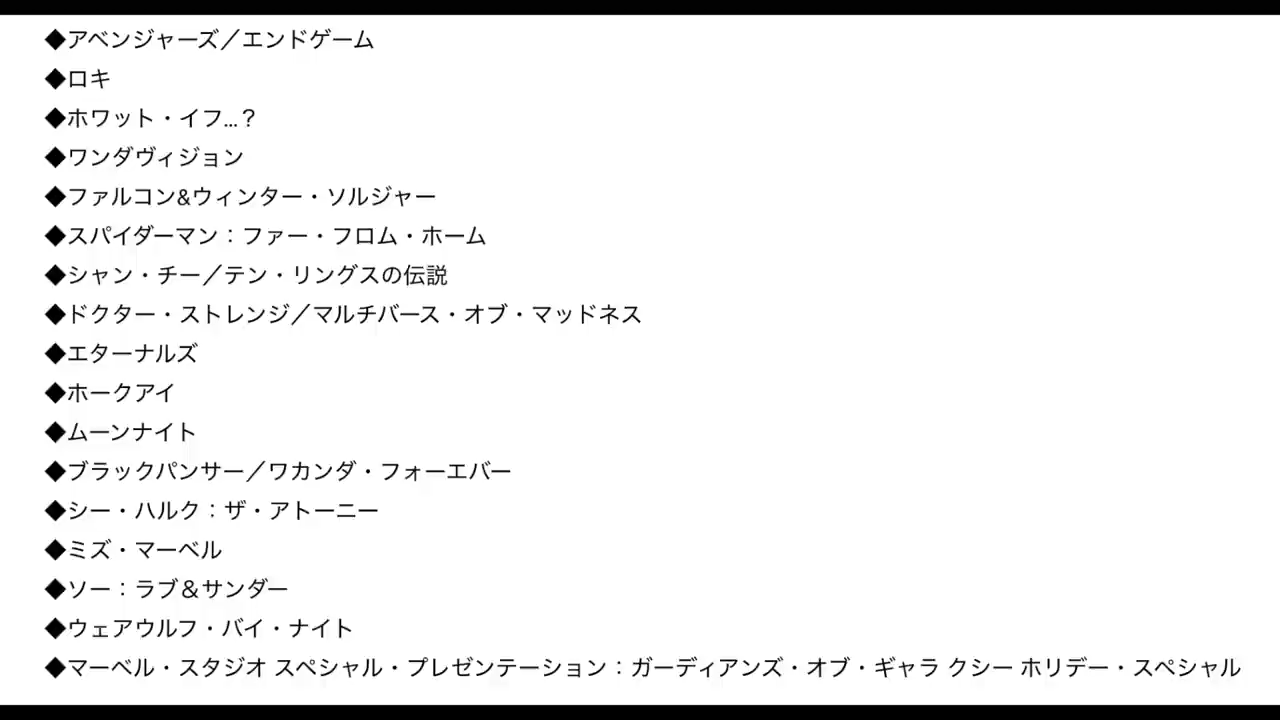 ◆アベンジャーズ／エンドゲーム
◆ロキ
◆ホワット・イフ...？
◆ワンダヴィジョン
◆ファルコン&ウィンター・ソルジャー
◆スパイダーマン：ファー・フロム・ホーム
◆シャン・チー／テン・リングスの伝説
◆ドクター・ストレンジ／マルチバース・オブ・マッドネス
◆エターナルズ
◆ホークアイ
◆ムーンナイト
◆ブラックパンサー／ワカンダ・フォーエバー
◆シー・ハルク：ザ・アトーニー
◆ミズ・マーベル
◆ソー：ラブ＆サンダー
◆ウェアウルフ・バイ・ナイト
◆マーベル・スタジオ スペシャル・プレゼンテーション：ガーディアンズ・オブ・ギャラ クシー ホリデー・スペシャル